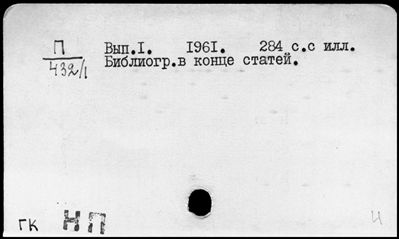 П Вып.I. 1961. 284 с.с илл.
432/1 Библиогр.в конце статей.
ГК НП и